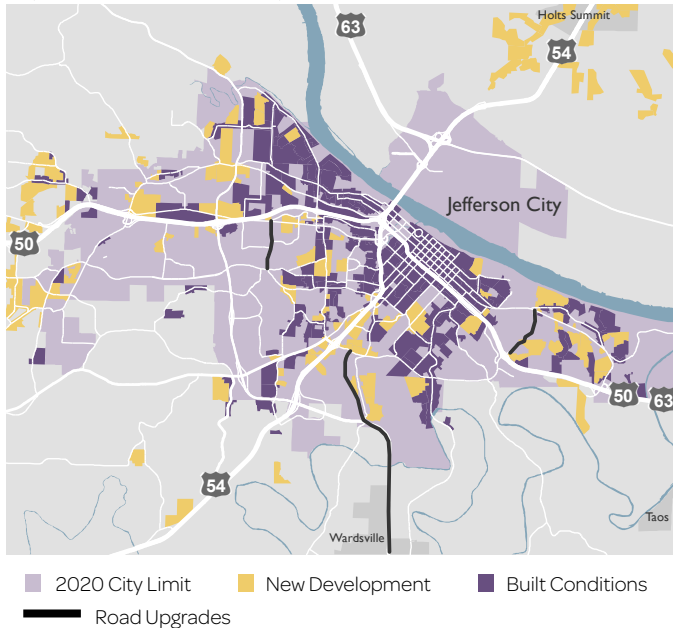 Holts Summit
63
54
Jefferson City
50
50
63
54
Taos
Wardsville
2020 City Limit
New Development
Built Conditions
Road Upgrades